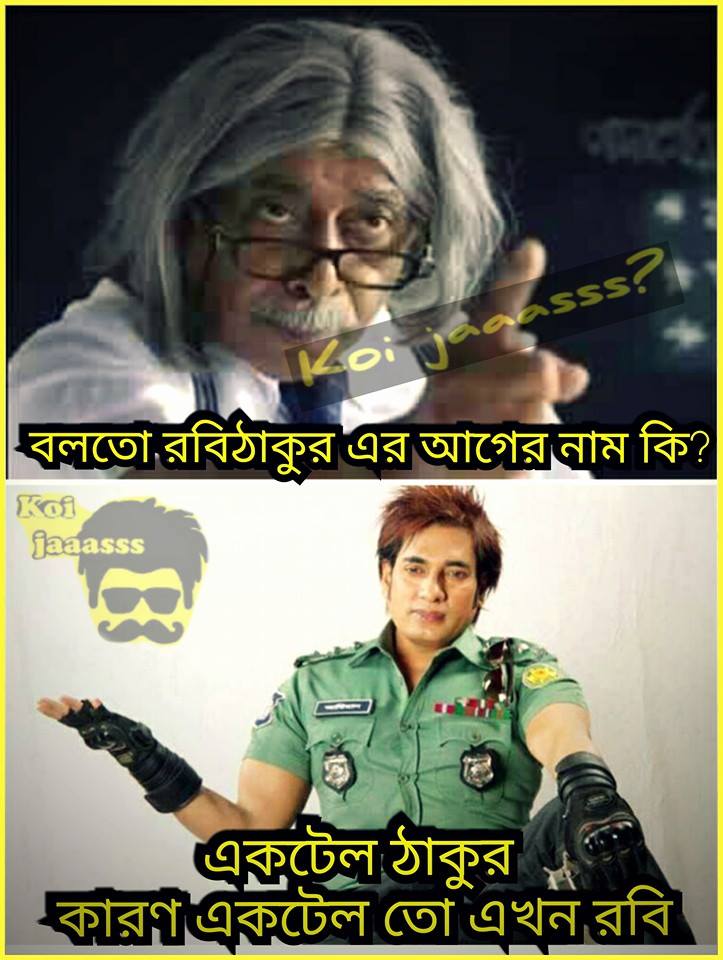 Koi jaaasss?
বলতো রবিঠাকুর এর আগের নাম কি?
Koi
jaaasss
একটেল ঠাকুর
কারণ একটেল তো এখন রবি